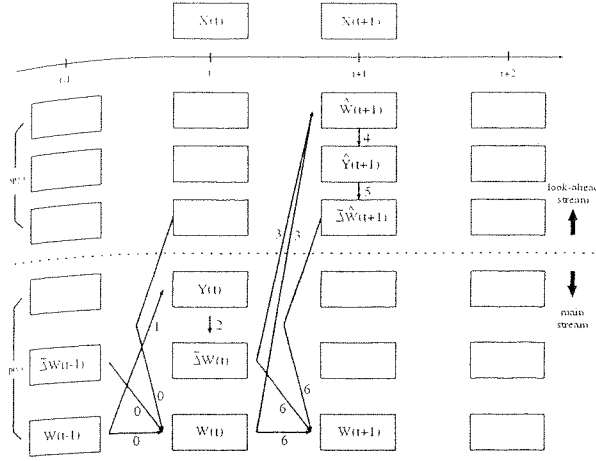 X(t) X(t+1)
t-1 t t+1 t+2
Ŵ(t+1)
4
Ŷ(t+1)
5
look-ahead
stream
Δ̃Ŵ(t+1)
3 3
Y(t)
1 2
main
stream
Δ̃W(t-1) Δ̃W(t)
0 0 6 6
W(t-1) W(t) W(t+1)
0 6